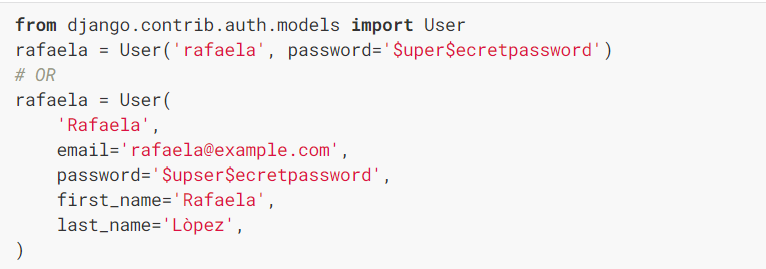 from django.contrib.auth.models import User
rafaela = User('rafaela', password='$uper$ecretpassword')
# OR
rafaela = User(
    'Rafaela',
    email='rafaela@example.com',
    password='$upser$ecretpassword',
    first_name='Rafaela',
    last_name='Lòpez',
)